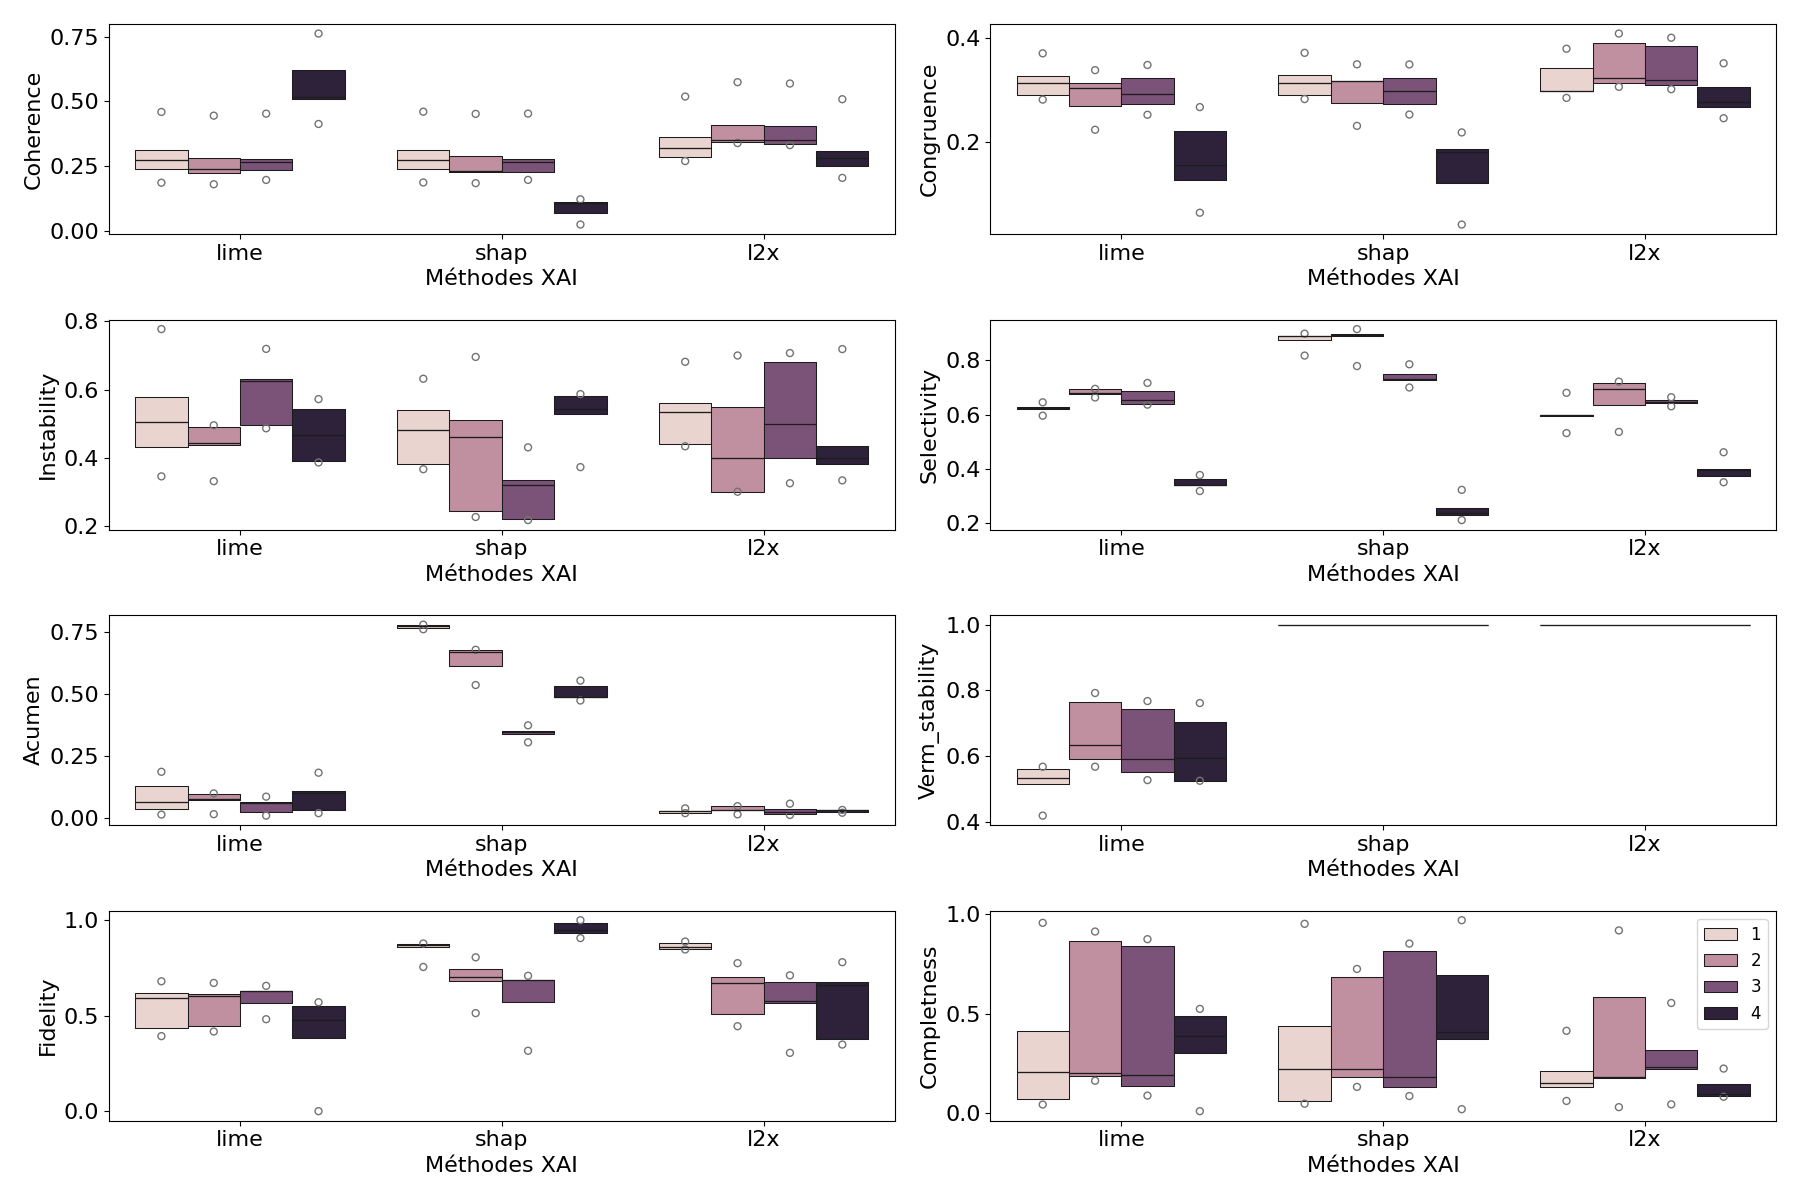 Coherence
0.75
0.50
0.25
0.00
lime shap l2x
Méthodes XAI
Congruence
0.4
0.2
lime shap l2x
Méthodes XAI
Instability
0.8
0.6
0.4
0.2
lime shap l2x
Méthodes XAI
Selectivity
0.8
0.6
0.4
0.2
lime shap l2x
Méthodes XAI
Acumen
0.75
0.50
0.25
0.00
lime shap l2x
Méthodes XAI
Verm_stability
1.0
0.8
0.6
0.4
lime shap l2x
Méthodes XAI
Fidelity
1.0
0.5
0.0
lime shap l2x
Méthodes XAI
Completness
1.0
0.5
0.0
1
2
3
4
lime shap l2x
Méthodes XAI